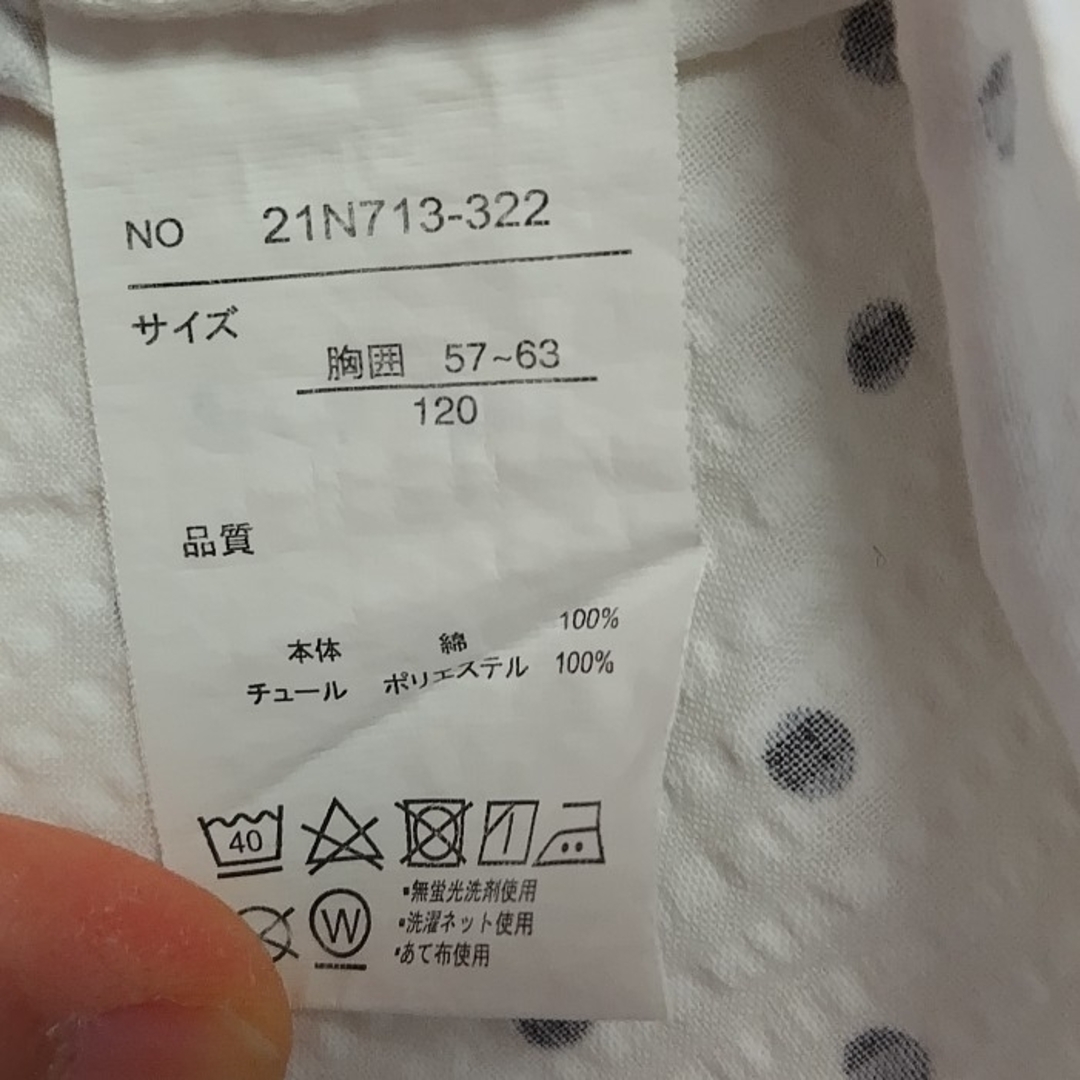 NO 21N713-322
サイズ
胸囲 57~63
120
品質
本体 綿 100%
チュール ポリエステル 100%
40
W
・無蛍光洗剤使用
・洗濯ネット使用
・あて布使用